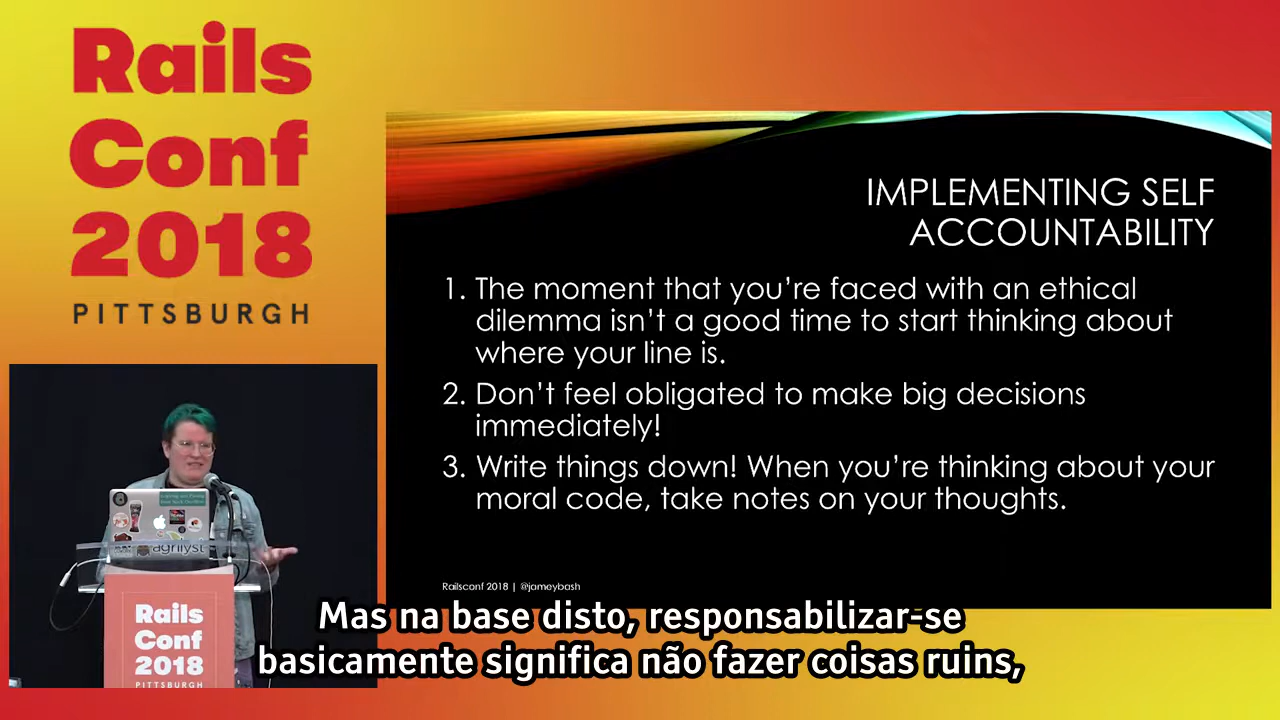 Rails
Conf
2018
PITTSBURGH
IMPLEMENTING SELF
ACCOUNTABILITY
1. The moment that you're faced with an ethical
dilemma isn't a good time to start thinking about
where your line is.
2. Don't feel obligated to make big decisions
immediately!
3. Write things down! When you're thinking about your
moral code, take notes on your thoughts.
Railsconf 2018 | @jameybash
agrilyst
Rails
Conf
2018
PITTSBURGH
Mas na base disto, responsabilizar-se
basicamente significa não fazer coisas ruins,